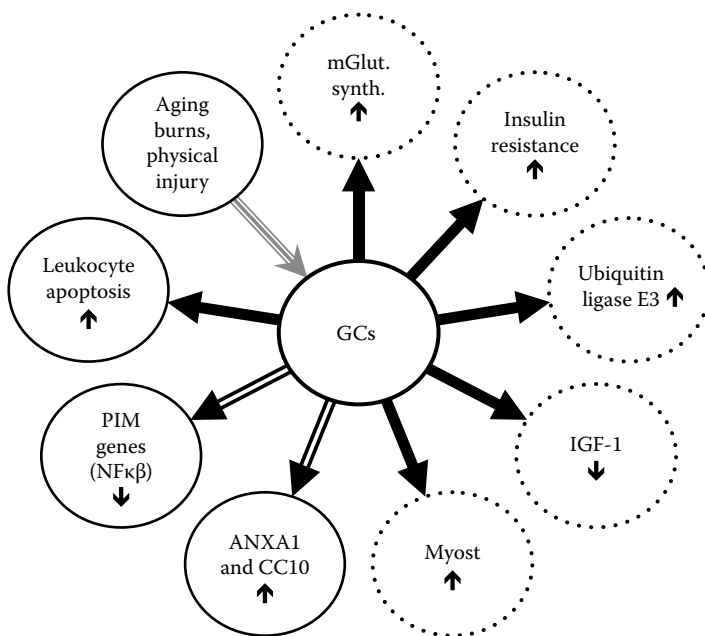 mGlut.
synth.
↑
Aging
burns,
physical
injury
Insulin
resistance
↑
Leukocyte
apoptosis
↑
GCs
Ubiquitin
ligase E3 ↑
PIM
genes
(NFκβ)
↓
IGF-1
↓
ANXA1
and CC10
↑
Myost
↑